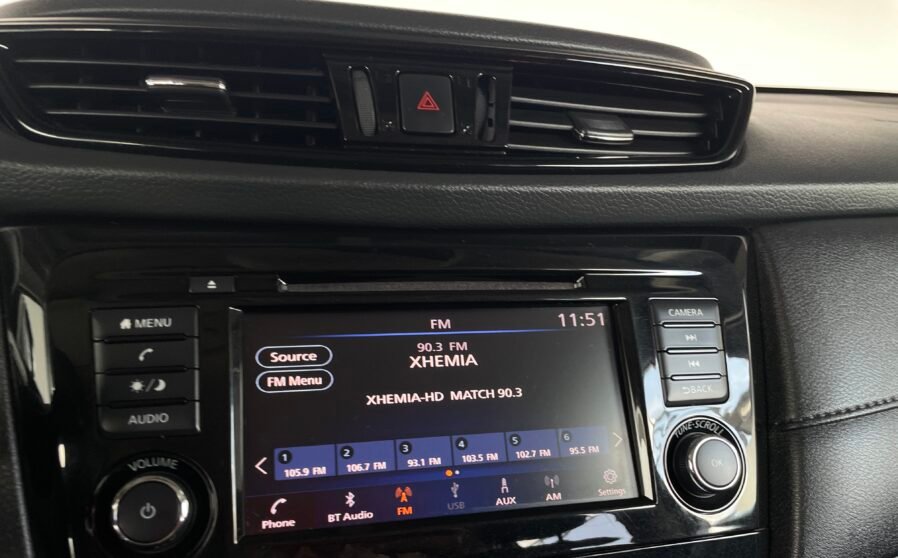 MENU
AUDIO
VOLUME
FM
11:51
Source
90.3 FM
XHEMIA
FM Menu
XHEMIA-HD MATCH 90.3
1 2 3 4 5 6
105.9 FM 106.7 FM 93.1 FM 103.5 FM 102.7 FM 95.5 FM
Phone BT Audio FM USB AUX AM Settings
CAMERA
BACK
TUNE·SCROLL
OK